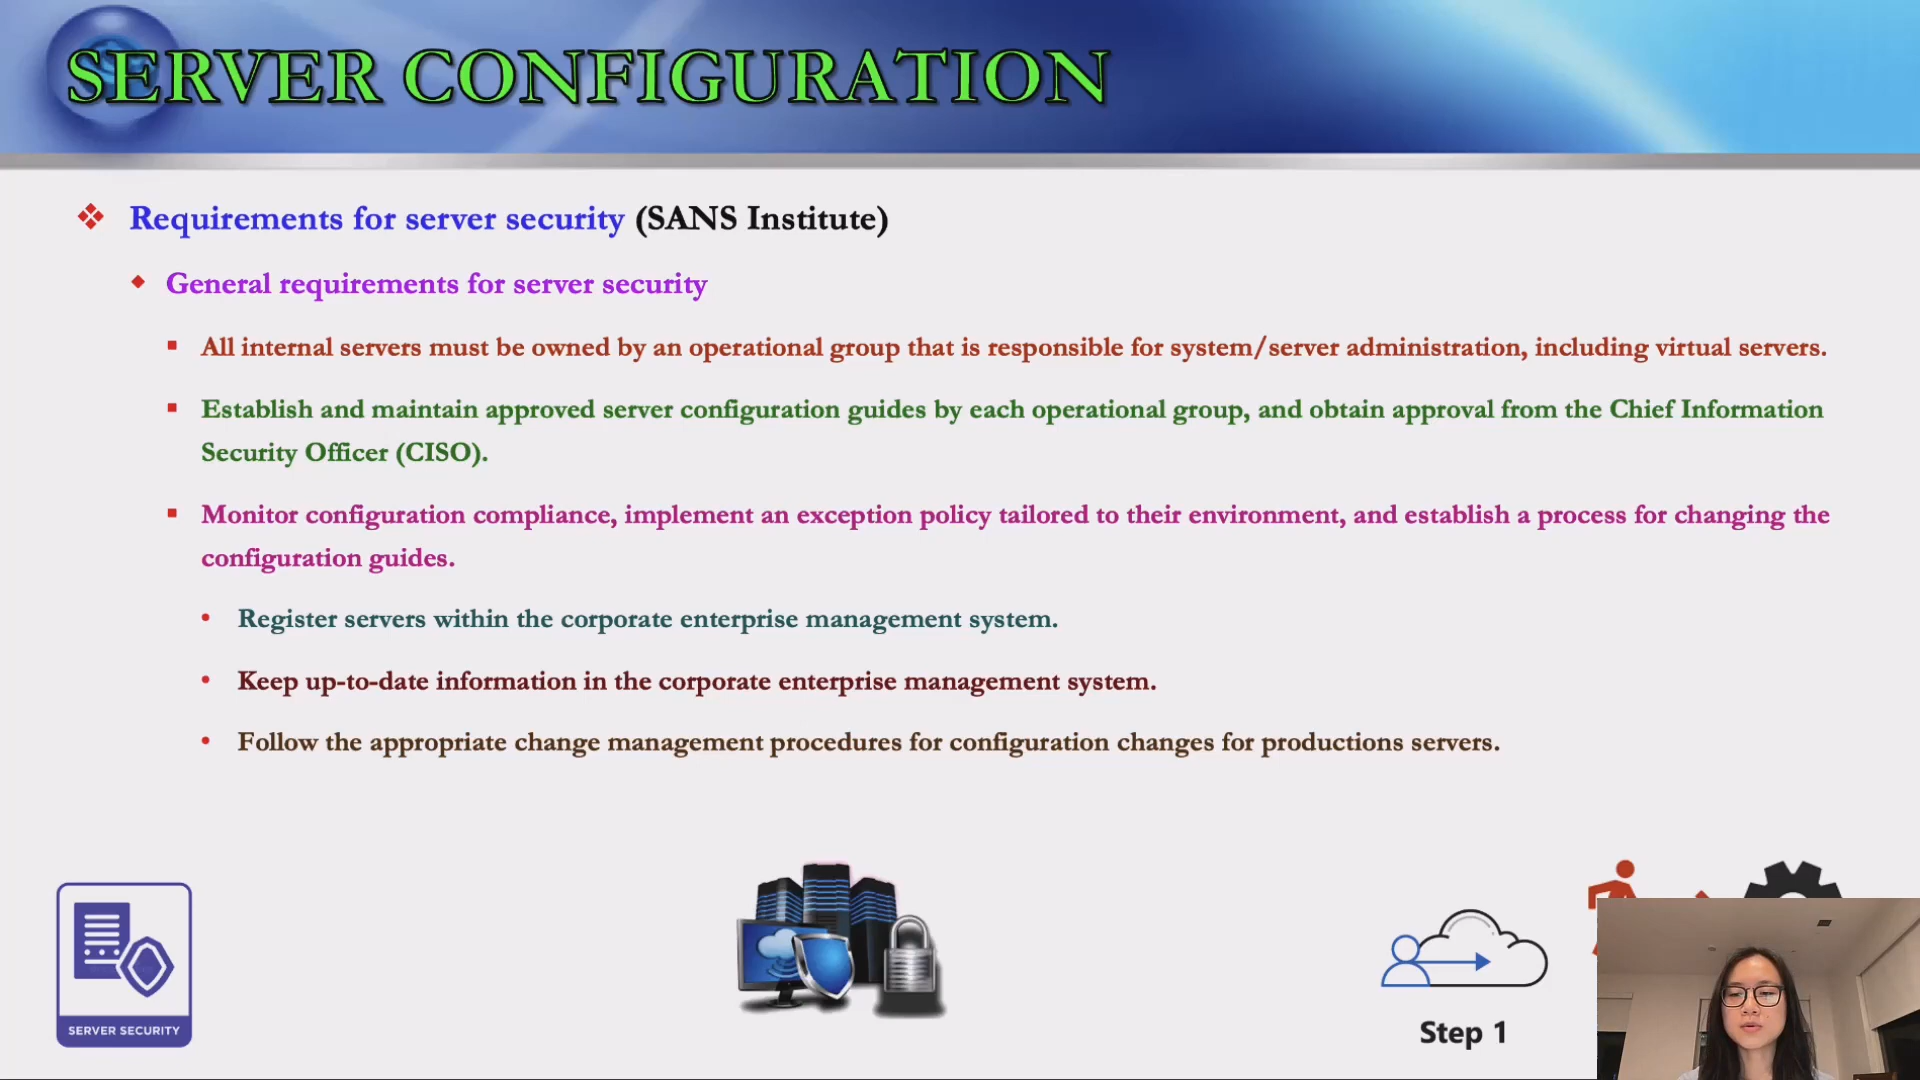 SERVER CONFIGURATION
Requirements for server security (SANS Institute)
General requirements for server security
All internal servers must be owned by an operational group that is responsible for system/server administration, including virtual servers.
Establish and maintain approved server configuration guides by each operational group, and obtain approval from the Chief Information
Security Officer (CISO).
Monitor configuration compliance, implement an exception policy tailored to their environment, and establish a process for changing the
configuration guides.
Register servers within the corporate enterprise management system.
Keep up-to-date information in the corporate enterprise management system.
Follow the appropriate change management procedures for configuration changes for productions servers.
SERVER SECURITY
Step 1